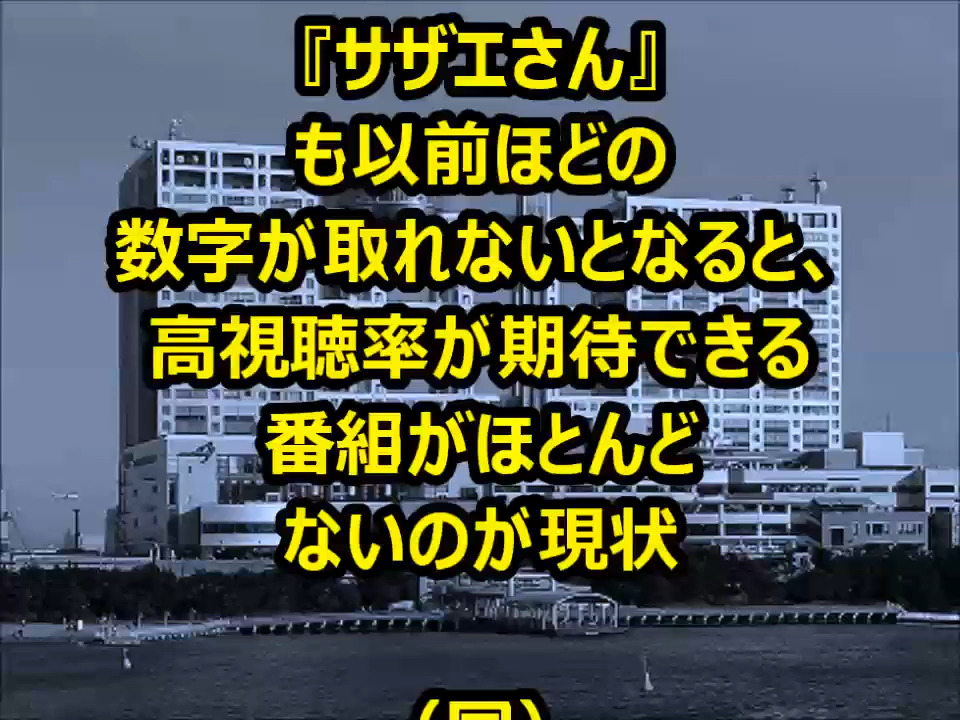 『サザエさん』
も以前ほどの
数字が取れないとなると、
高視聴率が期待できる
番組がほとんど
ないのが現状